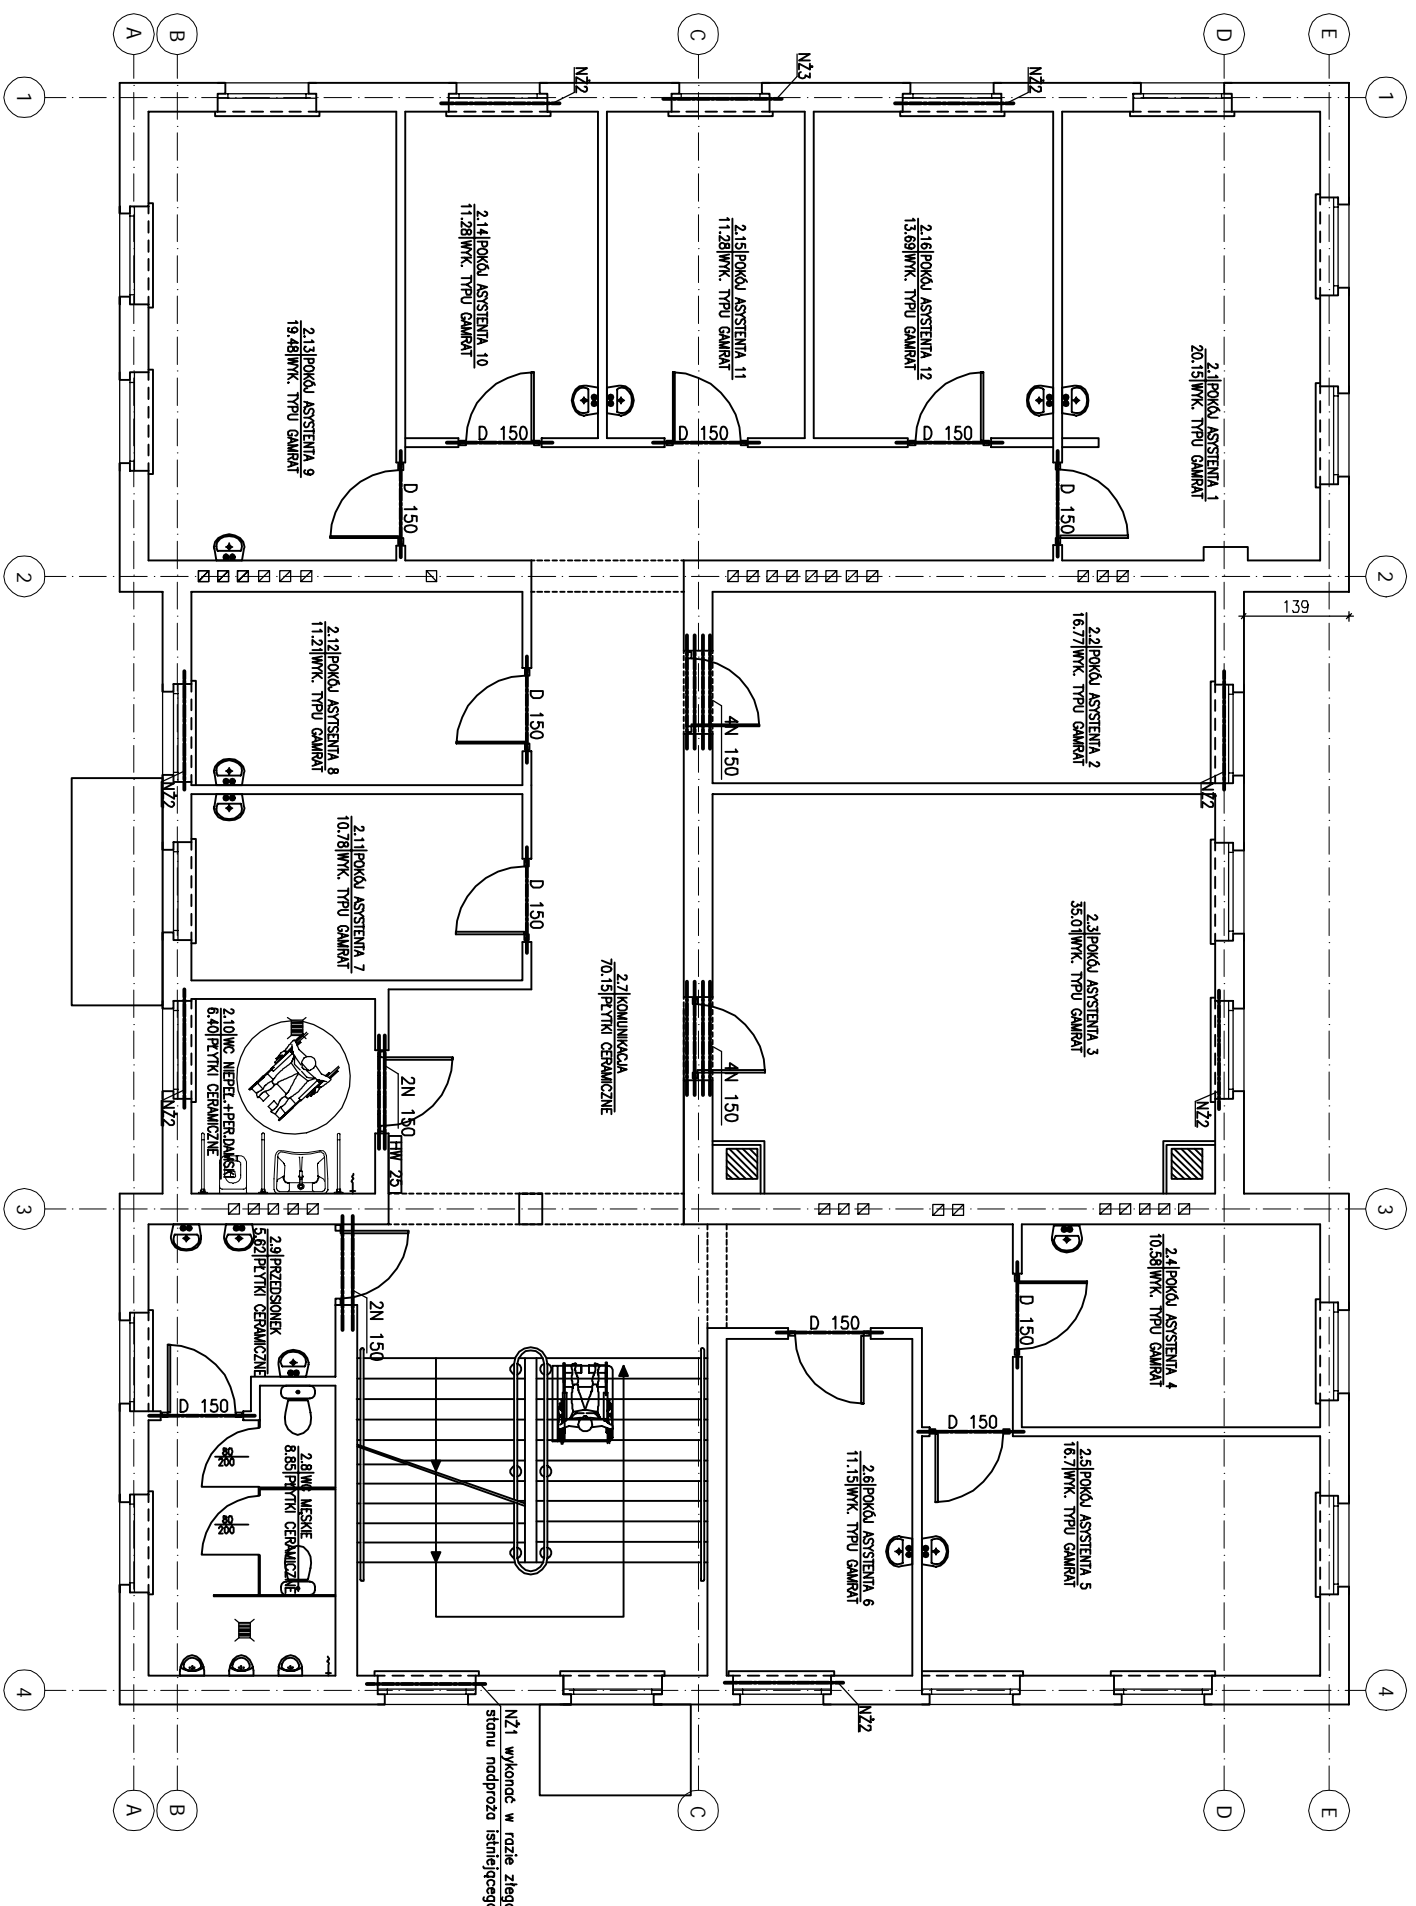 A
B
C
D
E
1
1
NŻ2
NŻ3
NŻ2
2.14|POKÓJ ASYSTENTA 10
11.28|WYK. TYPU GAMRAT
2.15|POKÓJ ASYSTENTA 11
11.28|WYK. TYPU GAMRAT
2.16|POKÓJ ASYSTENTA 12
13.69|WYK. TYPU GAMRAT
2.13|POKÓJ ASYSTENTA 9
19.48|WYK. TYPU GAMRAT
2.1|POKÓJ ASYSTENTA 1
20.15|WYK. TYPU GAMRAT
D 150
D 150
D 150
D 150
D 150
2
2
139
2.12|POKÓJ ASYTSENTA 8
11.21|WYK. TYPU GAMRAT
2.2|POKÓJ ASYSTENTA 2
16.77|WYK. TYPU GAMRAT
D 150
4N 150
NŻ2
NŻ2
2.11|POKÓJ ASYSTENTA 7
10.78|WYK. TYPU GAMRAT
D 150
2.7|KOMUNIKACJA
70.15|PŁYTKI CERAMICZNE
2.3|POKÓJ ASYSTENTA 3
35.01|WYK. TYPU GAMRAT
2.10|WC NIEPEŁ.+PER.DAMSKI
6.40|PŁYTKI CERAMICZNE
2N 150
4N 150
NŻ2
NŻ2
HW 25
3
3
2.9|PRZEDSIONEK
5.62|PŁYTKI CERAMICZNE
2N 150
2.4|POKÓJ ASYSTENTA 4
10.58|WYK. TYPU GAMRAT
D 150
D 150
D 150
D 150
80
200
80
200
2.8|WC MĘSKIE
8.85|PŁYTKI CERAMICZNE
2.6|POKÓJ ASYSTENTA 6
11.15|WYK. TYPU GAMRAT
2.5|POKÓJ ASYSTENTA 5
16.7|WYK. TYPU GAMRAT
4
4
NŻ2
NŻ1 wykonać w razie złego
stanu nadproża istniejącego
A
B
C
D
E